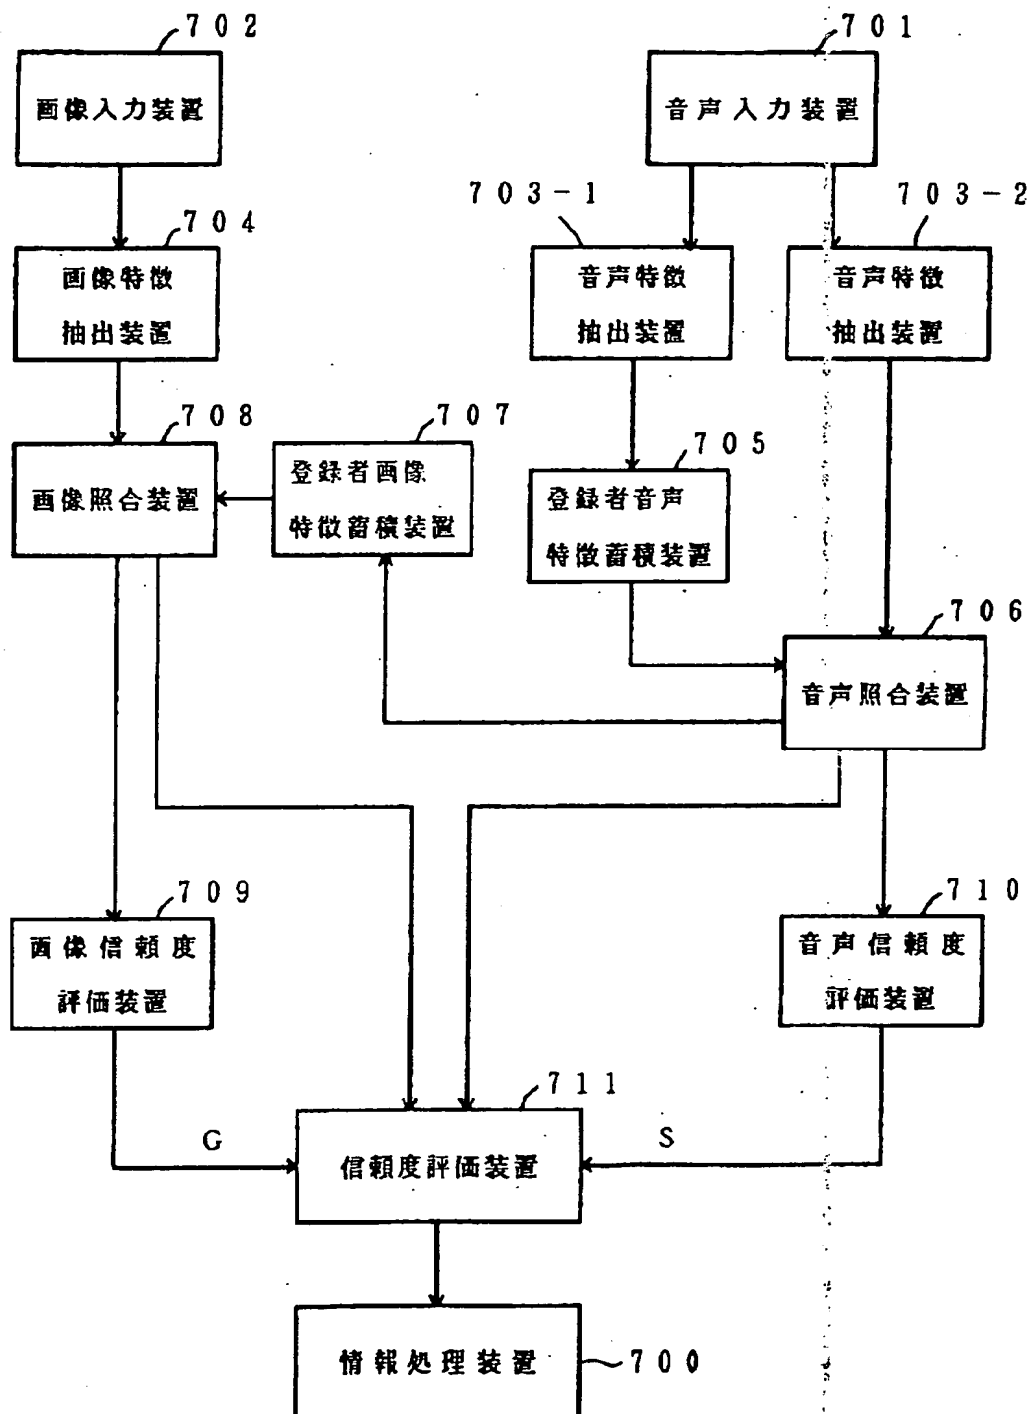 702
701
画像入力装置
音声入力装置
703-1
703-2
704
画像特徴
抽出装置
音声特徴
抽出装置
音声特徴
抽出装置
708
707
705
画像照合装置
登録者画像
特徴蓄積装置
登録者音声
特徴蓄積装置
706
音声照合装置
709
710
画像信頼度
評価装置
音声信頼度
評価装置
711
G
S
信頼度評価装置
情報処理装置
700